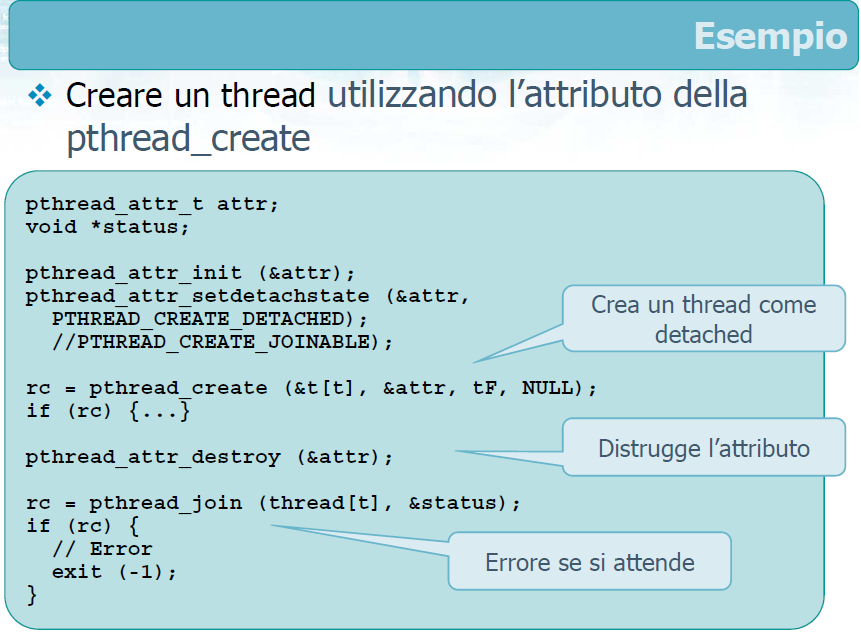 Esempio
❖ Creare un thread utilizzando l'attributo della
pthread_create
pthread_attr_t attr;
void *status;
pthread_attr_init (&attr);
pthread_attr_setdetachstate (&attr,
PTHREAD_CREATE_DETACHED);
//PTHREAD_CREATE_JOINABLE);
Crea un thread come
detached
rc = pthread_create (&t[t], &attr, tF, NULL);
if (rc) {...}
pthread_attr_destroy (&attr);
Distrugge l'attributo
rc = pthread_join (thread[t], &status);
if (rc) {
// Error
exit (-1);
}
Errore se si attende